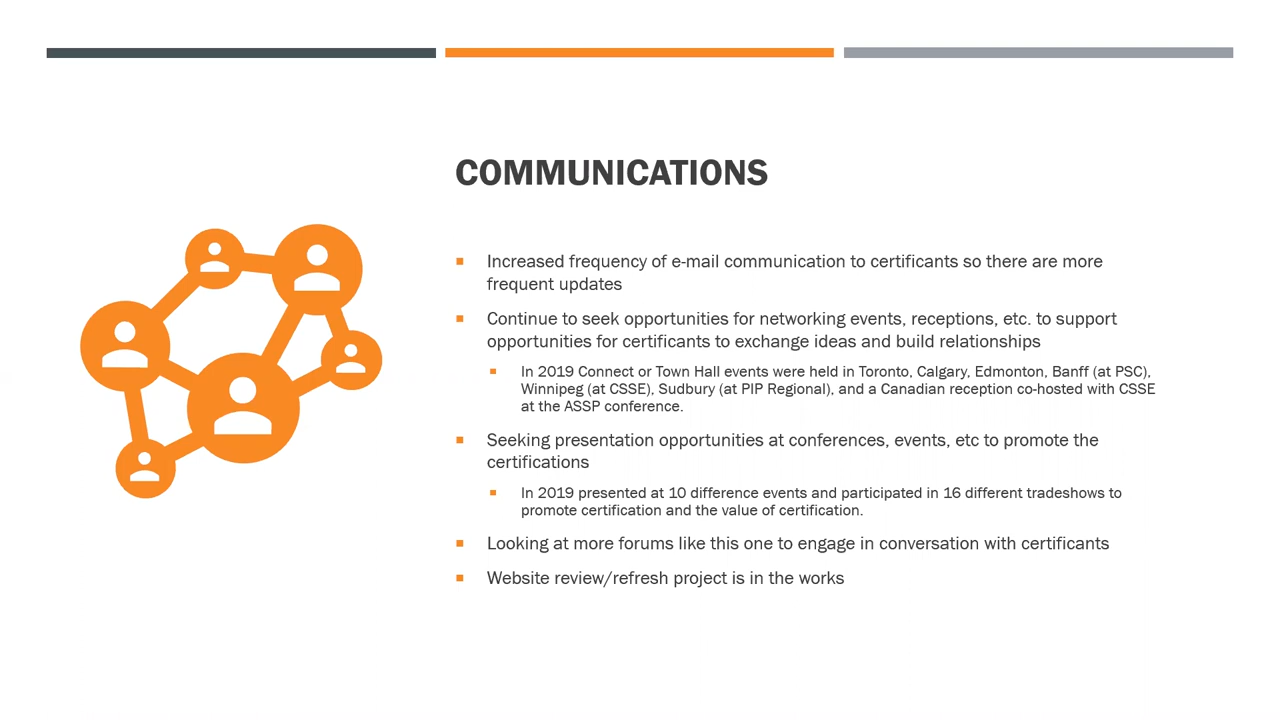 COMMUNICATIONS
Increased frequency of e-mail communication to certificants so there are more
frequent updates
Continue to seek opportunities for networking events, receptions, etc. to support
opportunities for certificants to exchange ideas and build relationships
In 2019 Connect or Town Hall events were held in Toronto, Calgary, Edmonton, Banff (at PSC),
Winnipeg (at CSSE), Sudbury (at PIP Regional), and a Canadian reception co-hosted with CSSE
at the ASSP conference.
Seeking presentation opportunities at conferences, events, etc to promote the
certifications
In 2019 presented at 10 difference events and participated in 16 different tradeshows to
promote certification and the value of certification.
Looking at more forums like this one to engage in conversation with certificants
Website review/refresh project is in the works